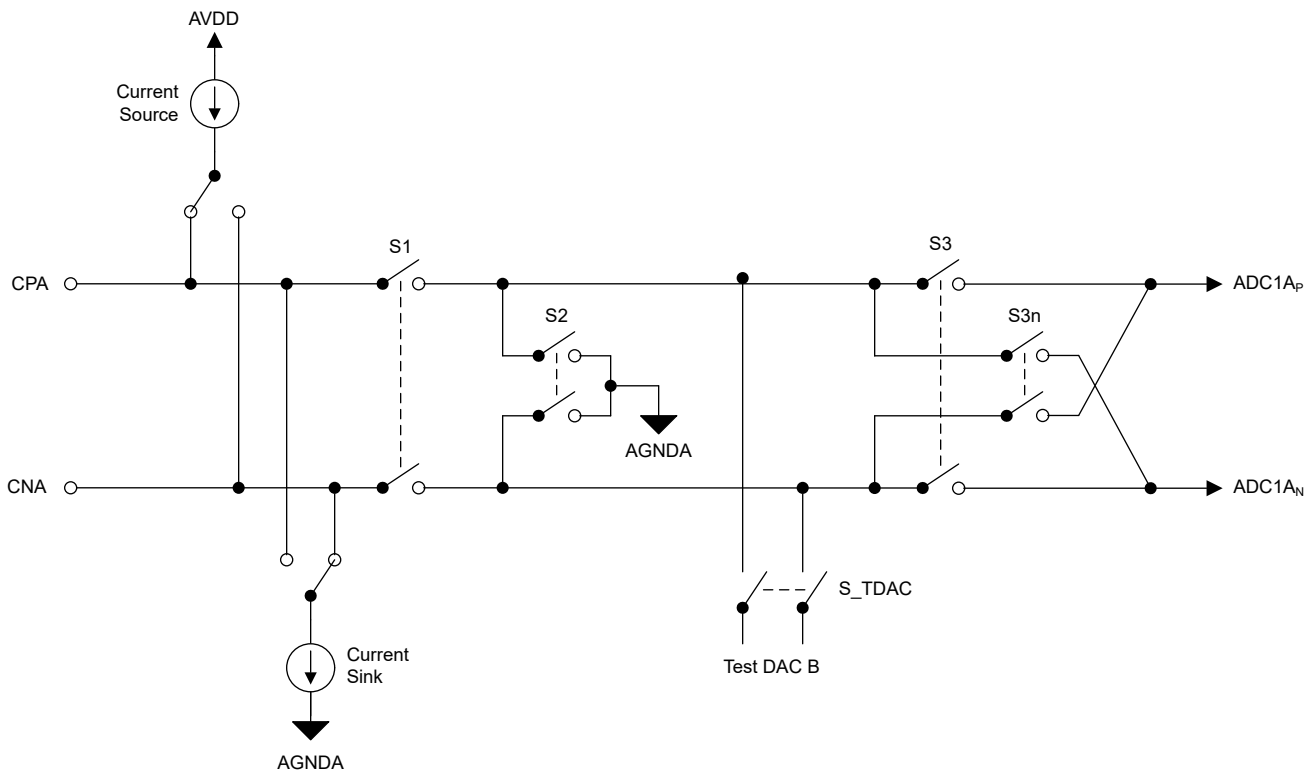 AVDD
Current
Source
S1
S3
CPA
ADC1AP
S2
S3n
AGNDA
CNA
ADC1AN
S_TDAC
Current
Sink
Test DAC B
AGNDA